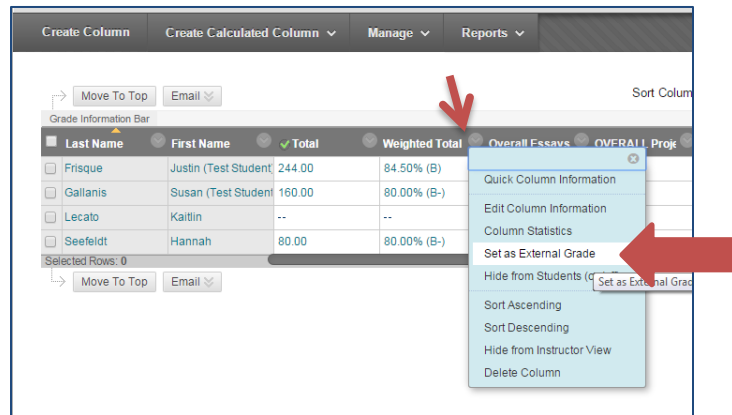 Create Column Create Calculated Column Manage Reports
Move To Top Email Sort Colum
Grade Information Bar
Last Name First Name Total Weighted Total Overall Essays OVERALL Proje
Frisque Justin (Test Student) 244.00 84.50% (B)
Gallanis Susan (Test Student 160.00 80.00% (B-)
Lecato Kaitlin -- --
Seefeldt Hannah 80.00 80.00% (B-)
Selected Rows: 0
Move To Top Email
Quick Column Information
Edit Column Information
Column Statistics
Set as External Grade
Hide from Students
Set as External Grad
Sort Ascending
Sort Descending
Hide from Instructor View
Delete Column